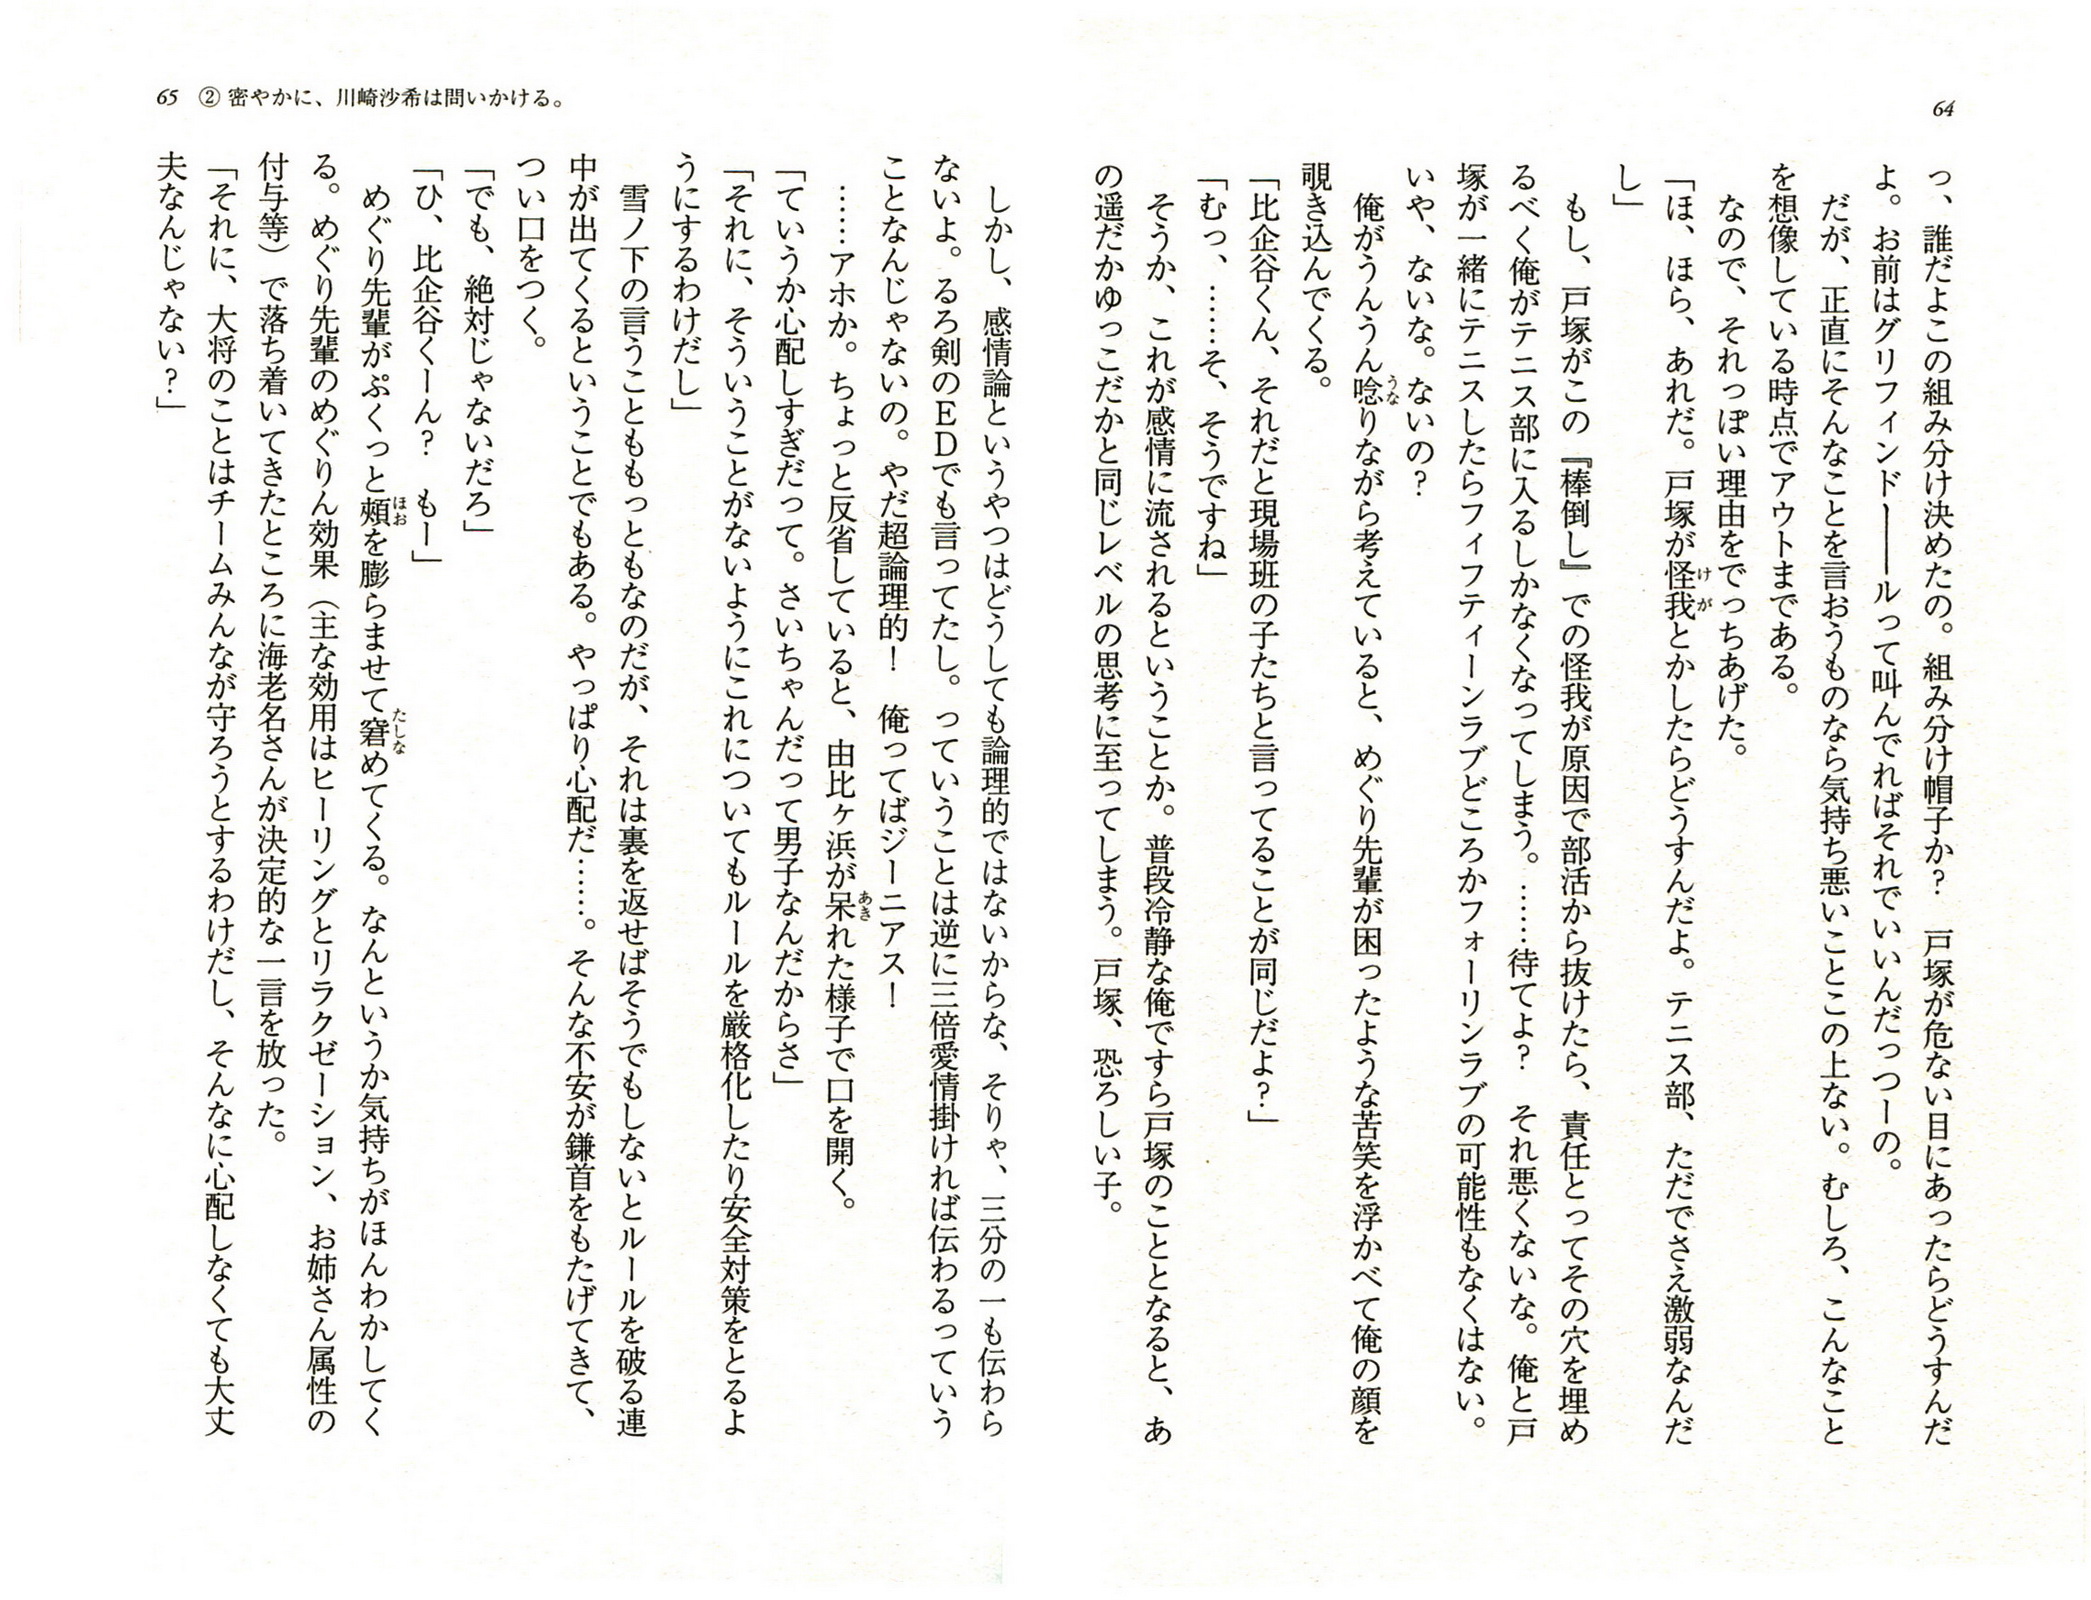 64
っ、誰だよこの組み分け決めたの。組み分け帽子か？　戸塚が危ない目にあったらどうすんだ
よ。お前はグリフィンド――ルって叫んでればそれでいいんだっつーの。
だが、正直にそんなことを言おうものなら気持ち悪いことこの上ない。むしろ、こんなこと
を想像している時点でアウトまである。
なので、それっぽい理由をでっちあげた。
「ほ、ほら、あれだ。戸塚が怪我とかしたらどうすんだよ。テニス部、ただでさえ激弱なんだ
し」
もし、戸塚がこの『棒倒し』での怪我が原因で部活から抜けたら、責任とってその穴を埋め
るべく俺がテニス部に入るしかなくなってしまう。……待てよ？　それ悪くないな。俺と戸
塚が一緒にテニスしたらフィフティーンラブどころかフォーリンラブの可能性もなくはない。
いや、ないな。ないの？
俺がうんうん唸りながら考えていると、めぐり先輩が困ったような苦笑を浮かべて俺の顔を
覗き込んでくる。
「比企谷くん、それだと現場班の子たちと言ってることが同じだよ？」
「むっ、……そ、そうですね」
そうか、これが感情に流されるということか。普段冷静な俺ですら戸塚のこととなると、あ
の遥だかゆっこだかと同じレベルの思考に至ってしまう。戸塚、恐ろしい子。
65　②密やかに、川崎沙希は問いかける。
しかし、感情論というやつはどうしても論理的ではないからな、そりゃ、三分の一も伝わら
ないよ。るろ剣のＥＤでも言ってたし。っていうことは逆に三倍愛情掛ければ伝わるっていう
ことなんじゃないの。やだ超論理的！　俺ってばジーニアス！
……アホか。ちょっと反省していると、由比ヶ浜が呆れた様子で口を開く。
「ていうか心配しすぎだって。さいちゃんだって男子なんだからさ」
「それに、そういうことがないようにこれについてもルールを厳格化したり安全対策をとるよ
うにするわけだし」
雪ノ下の言うことももっともなのだが、それは裏を返せばそうでもしないとルールを破る連
中が出てくるということでもある。やっぱり心配だ……。そんな不安が鎌首をもたげてきて、
つい口をつく。
「でも、絶対じゃないだろ」
「ひ、比企谷くーん？　もー」
めぐり先輩がぷくっと頬を膨らませて窘めてくる。なんというか気持ちがほんわかしてく
る。めぐり先輩のめぐりん効果（主な効用はヒーリングとリラクゼーション、お姉さん属性の
付与等）で落ち着いてきたところに海老名さんが決定的な一言を放った。
「それに、大将のことはチームみんなが守ろうとするわけだし、そんなに心配しなくても大丈
夫なんじゃない？」